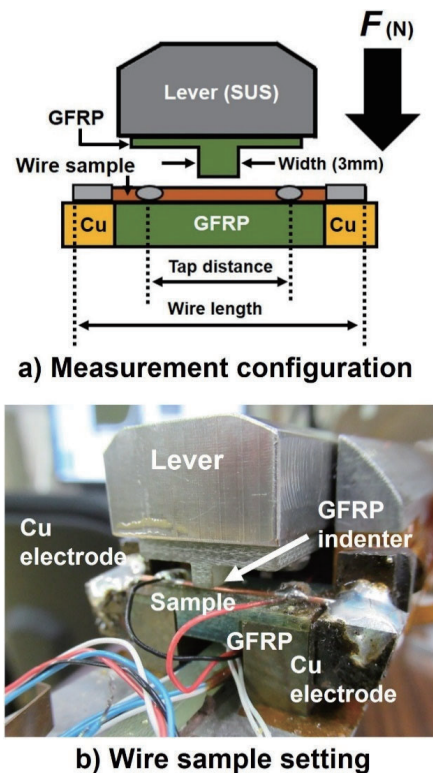 F (N)
Lever (SUS)
GFRP
Wire sample
Width (3mm)
Cu
GFRP
Cu
Tap distance
Wire length
a) Measurement configuration
Lever
GFRP
indenter
Cu
electrode
Sample
GFRP
Cu
electrode
b) Wire sample setting